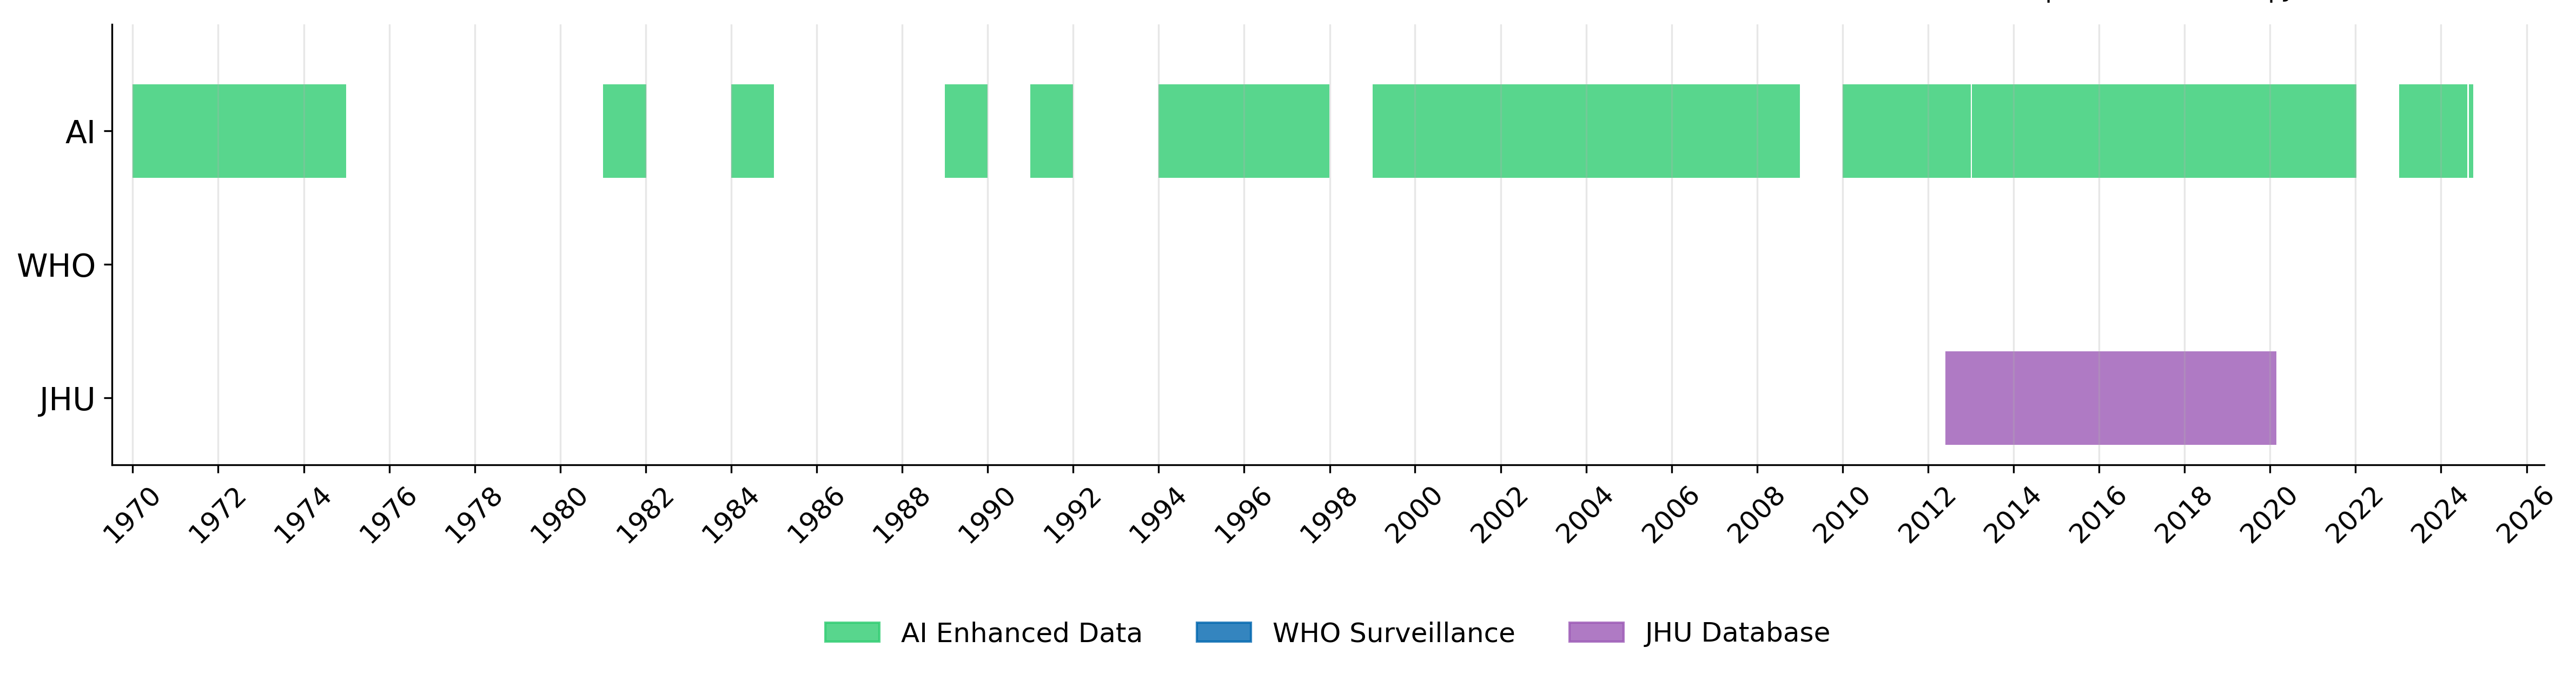 AI
WHO
JHU
1970 1972 1974 1976 1978 1980 1982 1984 1986 1988 1990 1992 1994 1996 1998 2000 2002 2004 2006 2008 2010 2012 2014 2016 2018 2020 2022 2024 2026
AI Enhanced Data WHO Surveillance JHU Database